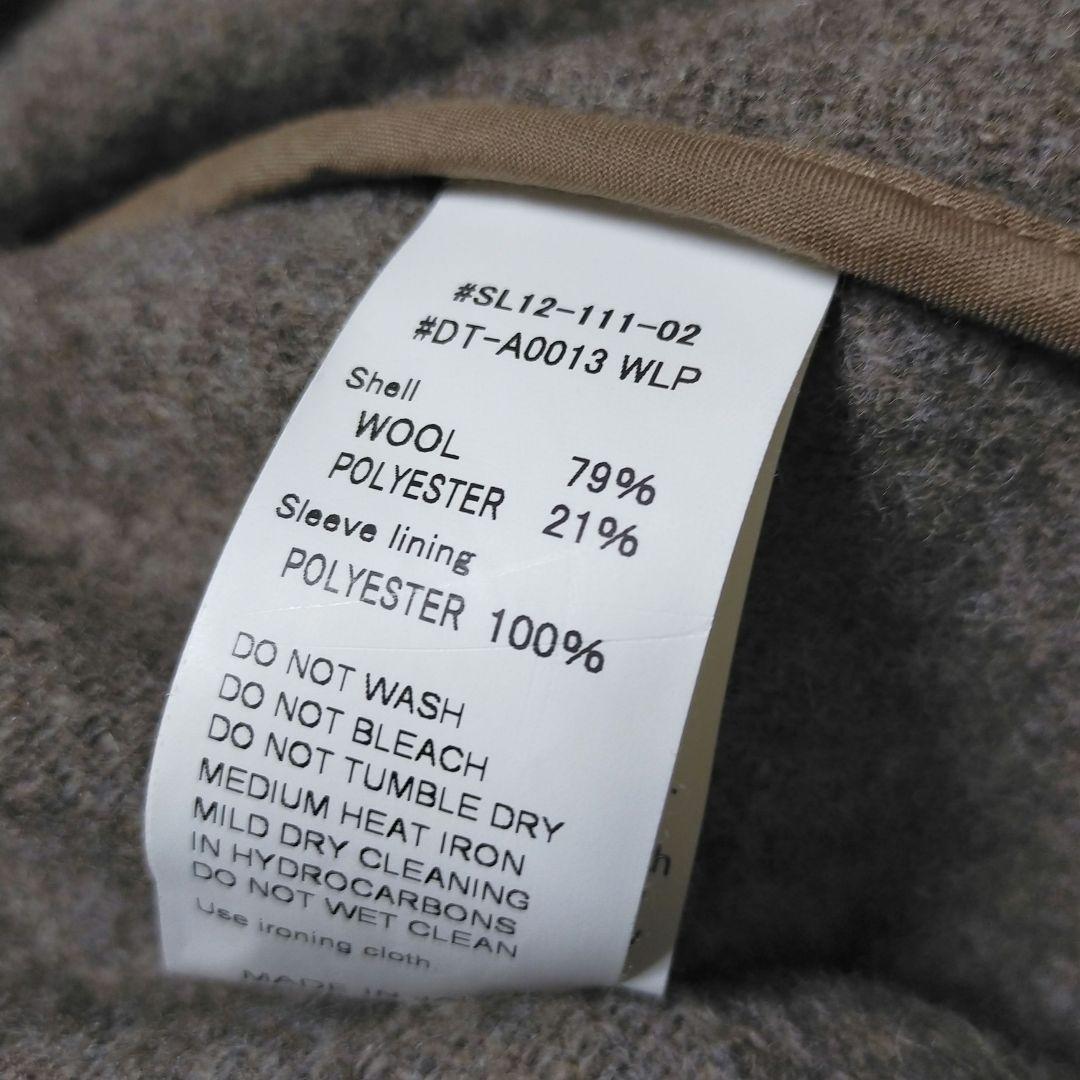 #SL12-111-02
#DT-A0013 WLP
Shell
WOOL 79%
POLYESTER 21%
Sleeve lining
POLYESTER 100%
DO NOT WASH
DO NOT BLEACH
DO NOT TUMBLE DRY
MEDIUM HEAT IRON
MILD DRY CLEANING
IN HYDROCARBONS
DO NOT WET CLEAN
Use ironing cloth
MADE IN